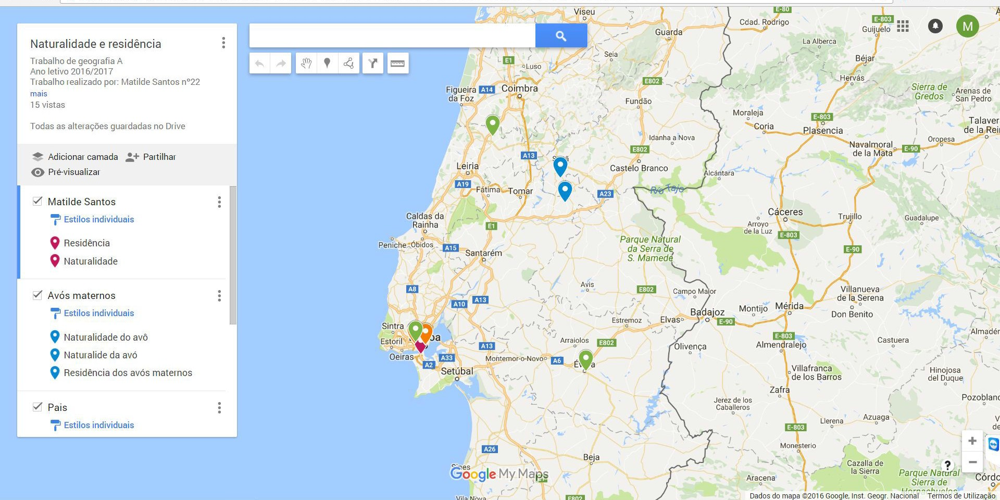 Naturalidade e residência
Trabalho de geografia A
Ano letivo 2016/2017
Trabalho realizado por: Matilde Santos nº22
mais
15 vistas
Todas as alterações guardadas no Drive
Adicionar camada
Partilhar
Pré-visualizar
Matilde Santos
Estilos individuais
Residência
Naturalidade
Avós maternos
Estilos individuais
Naturalidade do avô
Naturalide da avó
Residência dos avós maternos
Pais
Estilos individuais
M
Viseu
Guarda
Seia
E1
Luso
E802
Figueira
da Foz
A14
Coimbra
Fundão
Idanha a Nova
E802
A13
Castelo Branco
Leiria
A19
Fátima
Tomar
A23
Río Tajo
Caldas da
Rainha
E1
Peniche
Óbidos
A15
Santarém
Parque Natural
da Serra de
S. Mamede
Avis
E802
Campo Maior
A8
A10
A13
Sintra
Estoril
Oeiras
A13
A2
A33
Setúbal
Montemor-o-Novo
A6
Arraiolos
E802
Estremoz
Elvas
Badajoz
E-90
Olivença
A26
Beja
E802
E-80
Cdad. Rodrigo
E-803
Guijuelo
La Alberca
Béjar
Hervás
Sierra de
Gredos
Arenas de
San Pedro
Moraleja
Coria
E-803
Plasencia
Talaver
de la Rei
Navalmoral
de la Mata
E-90
Oropesa
Alcántara
Cáceres
Arroyo
de la Luz
E-803
Trujillo
Guadalupe
E-90
Villanueva
de la Serena
Montijo
Mérida
Don Benito
E-803
Almendralejo
Castuera
Almadén
Villafranca
de los Barros
Hinojosa
del Duque
Zafra
Jerez de los
Caballeros
Pozoblanc
Llerena
Azuaga
E-803
Monesterio
Cazalla de
la Sierra
Aracena
Parque Natural
Sierra de
Córdo
Google My Maps
+
−
?
Dados do mapa ©2016 Google, Inst. Geogr. Nacional
Termos de Utilização